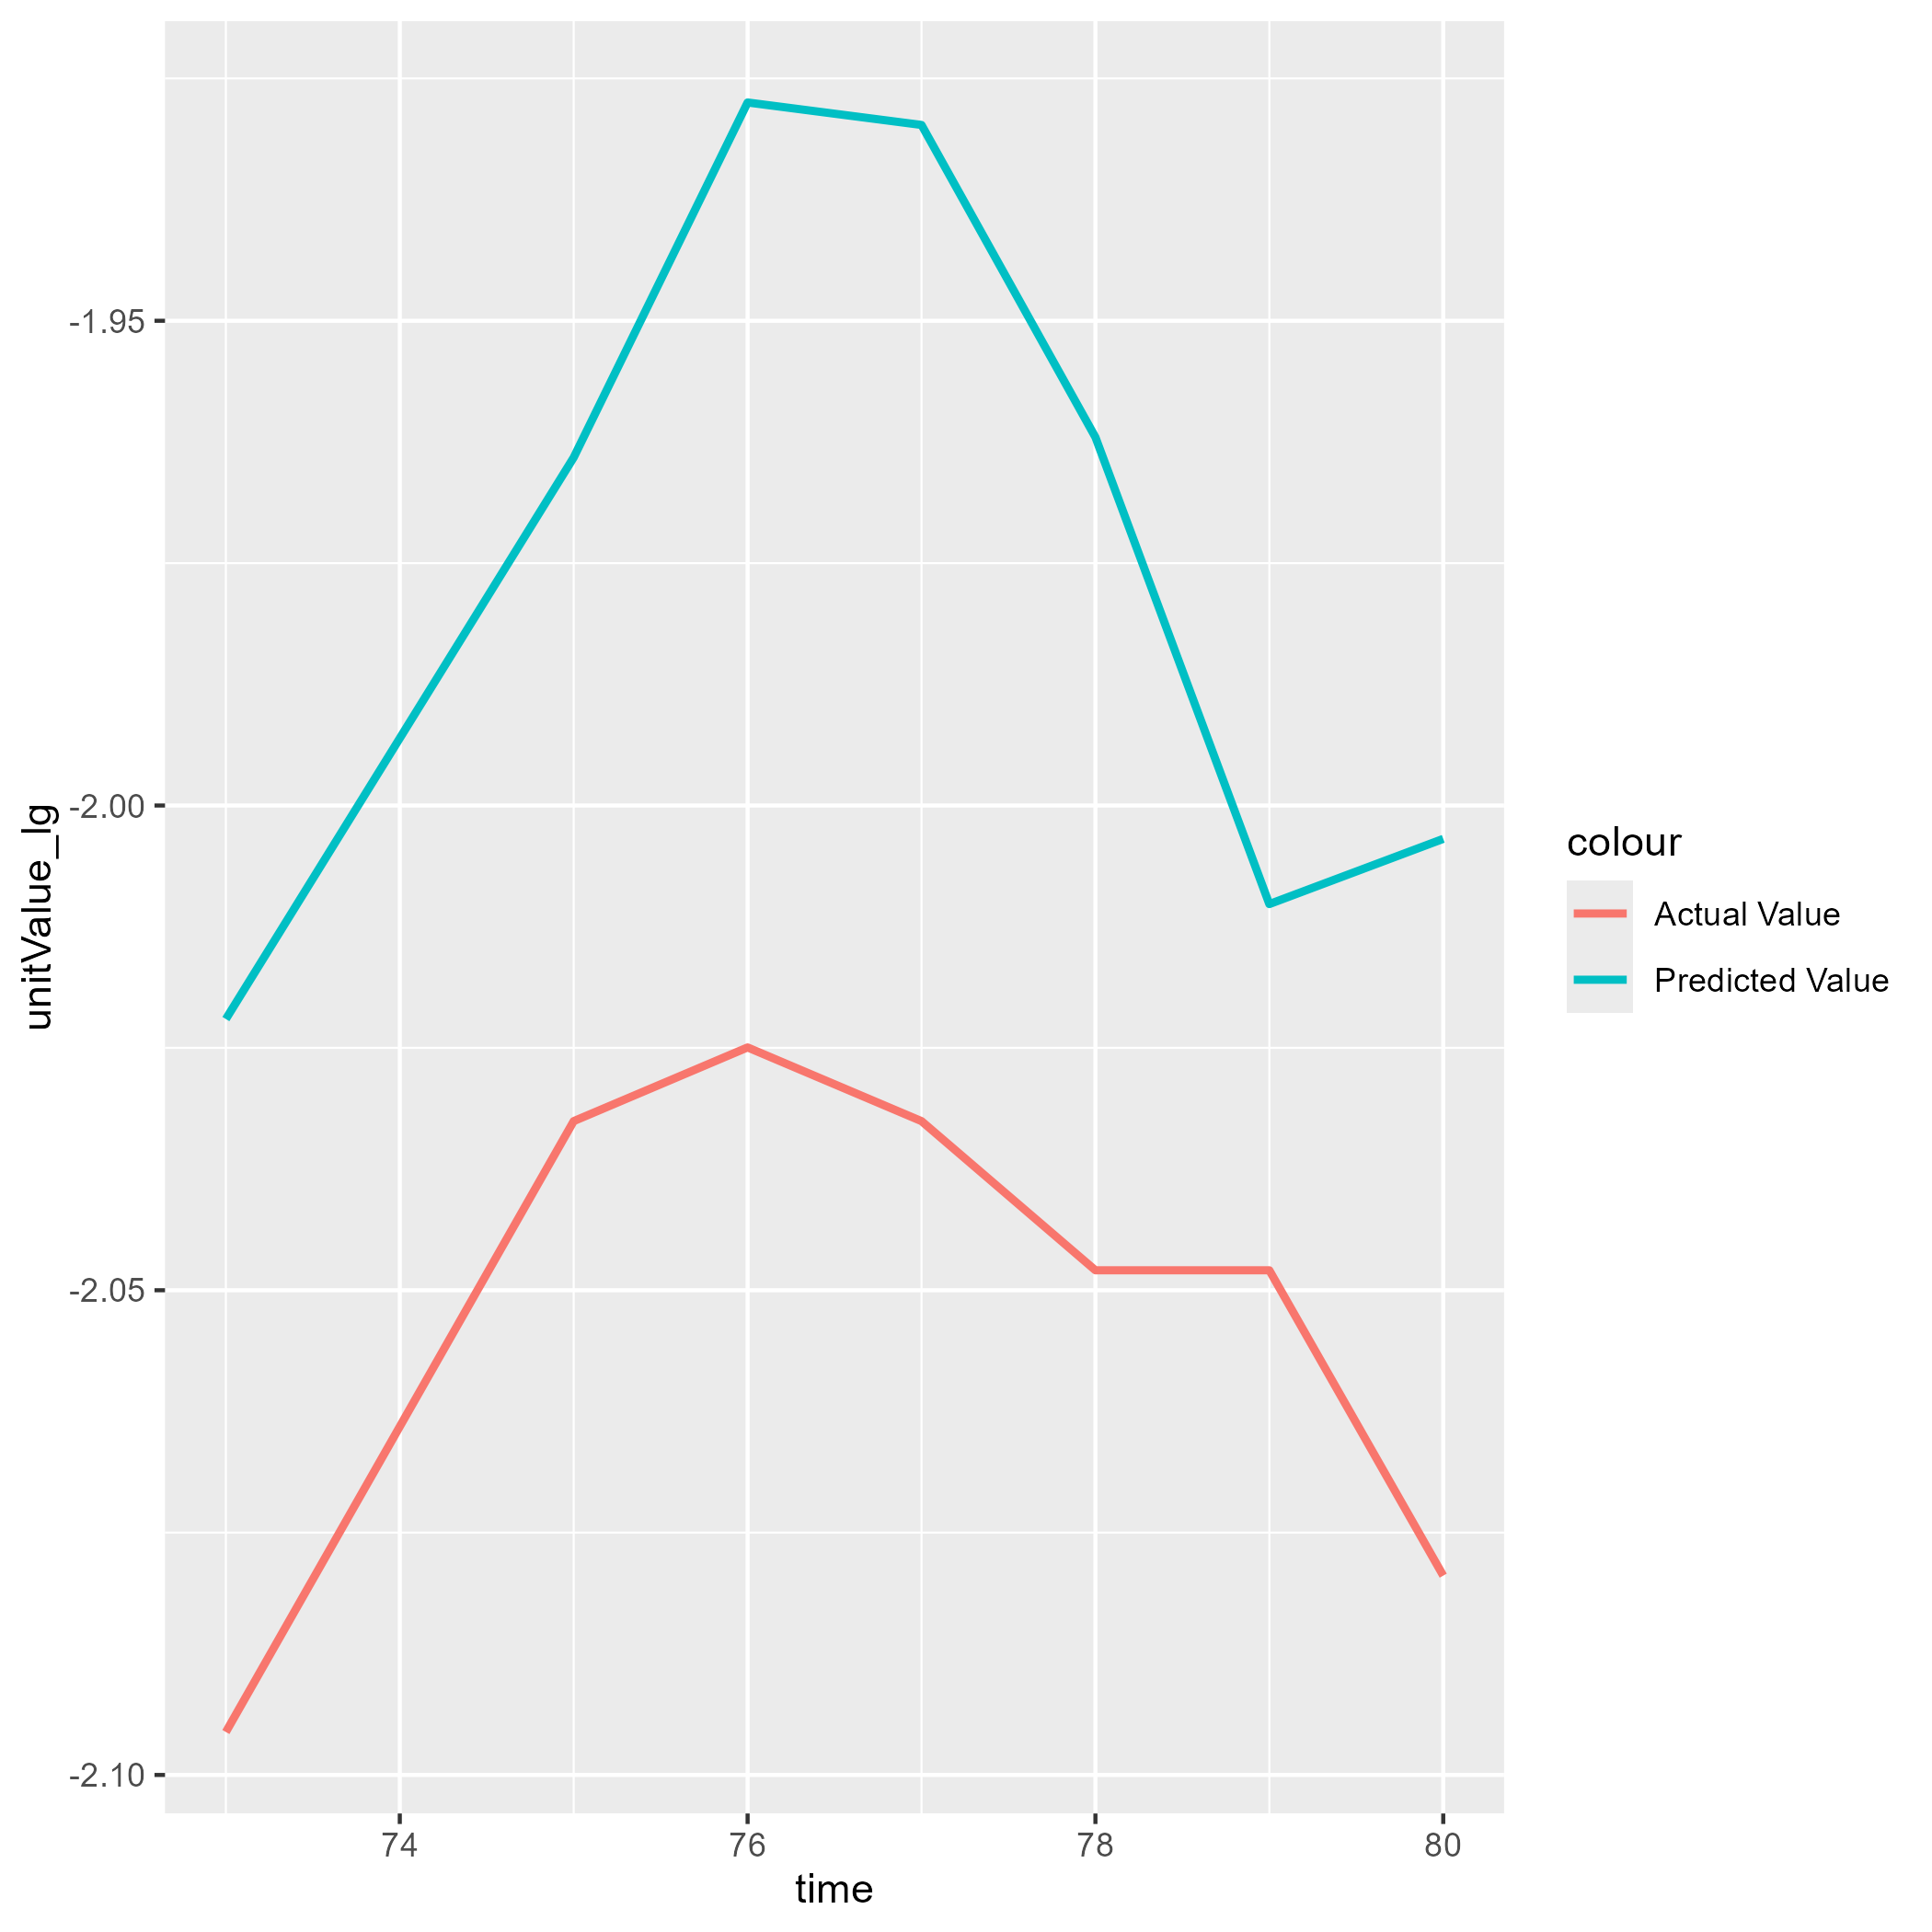 unitValue_lg
-1.95
-2.00
-2.05
-2.10
74 76 78 80
time
colour
Actual Value
Predicted Value